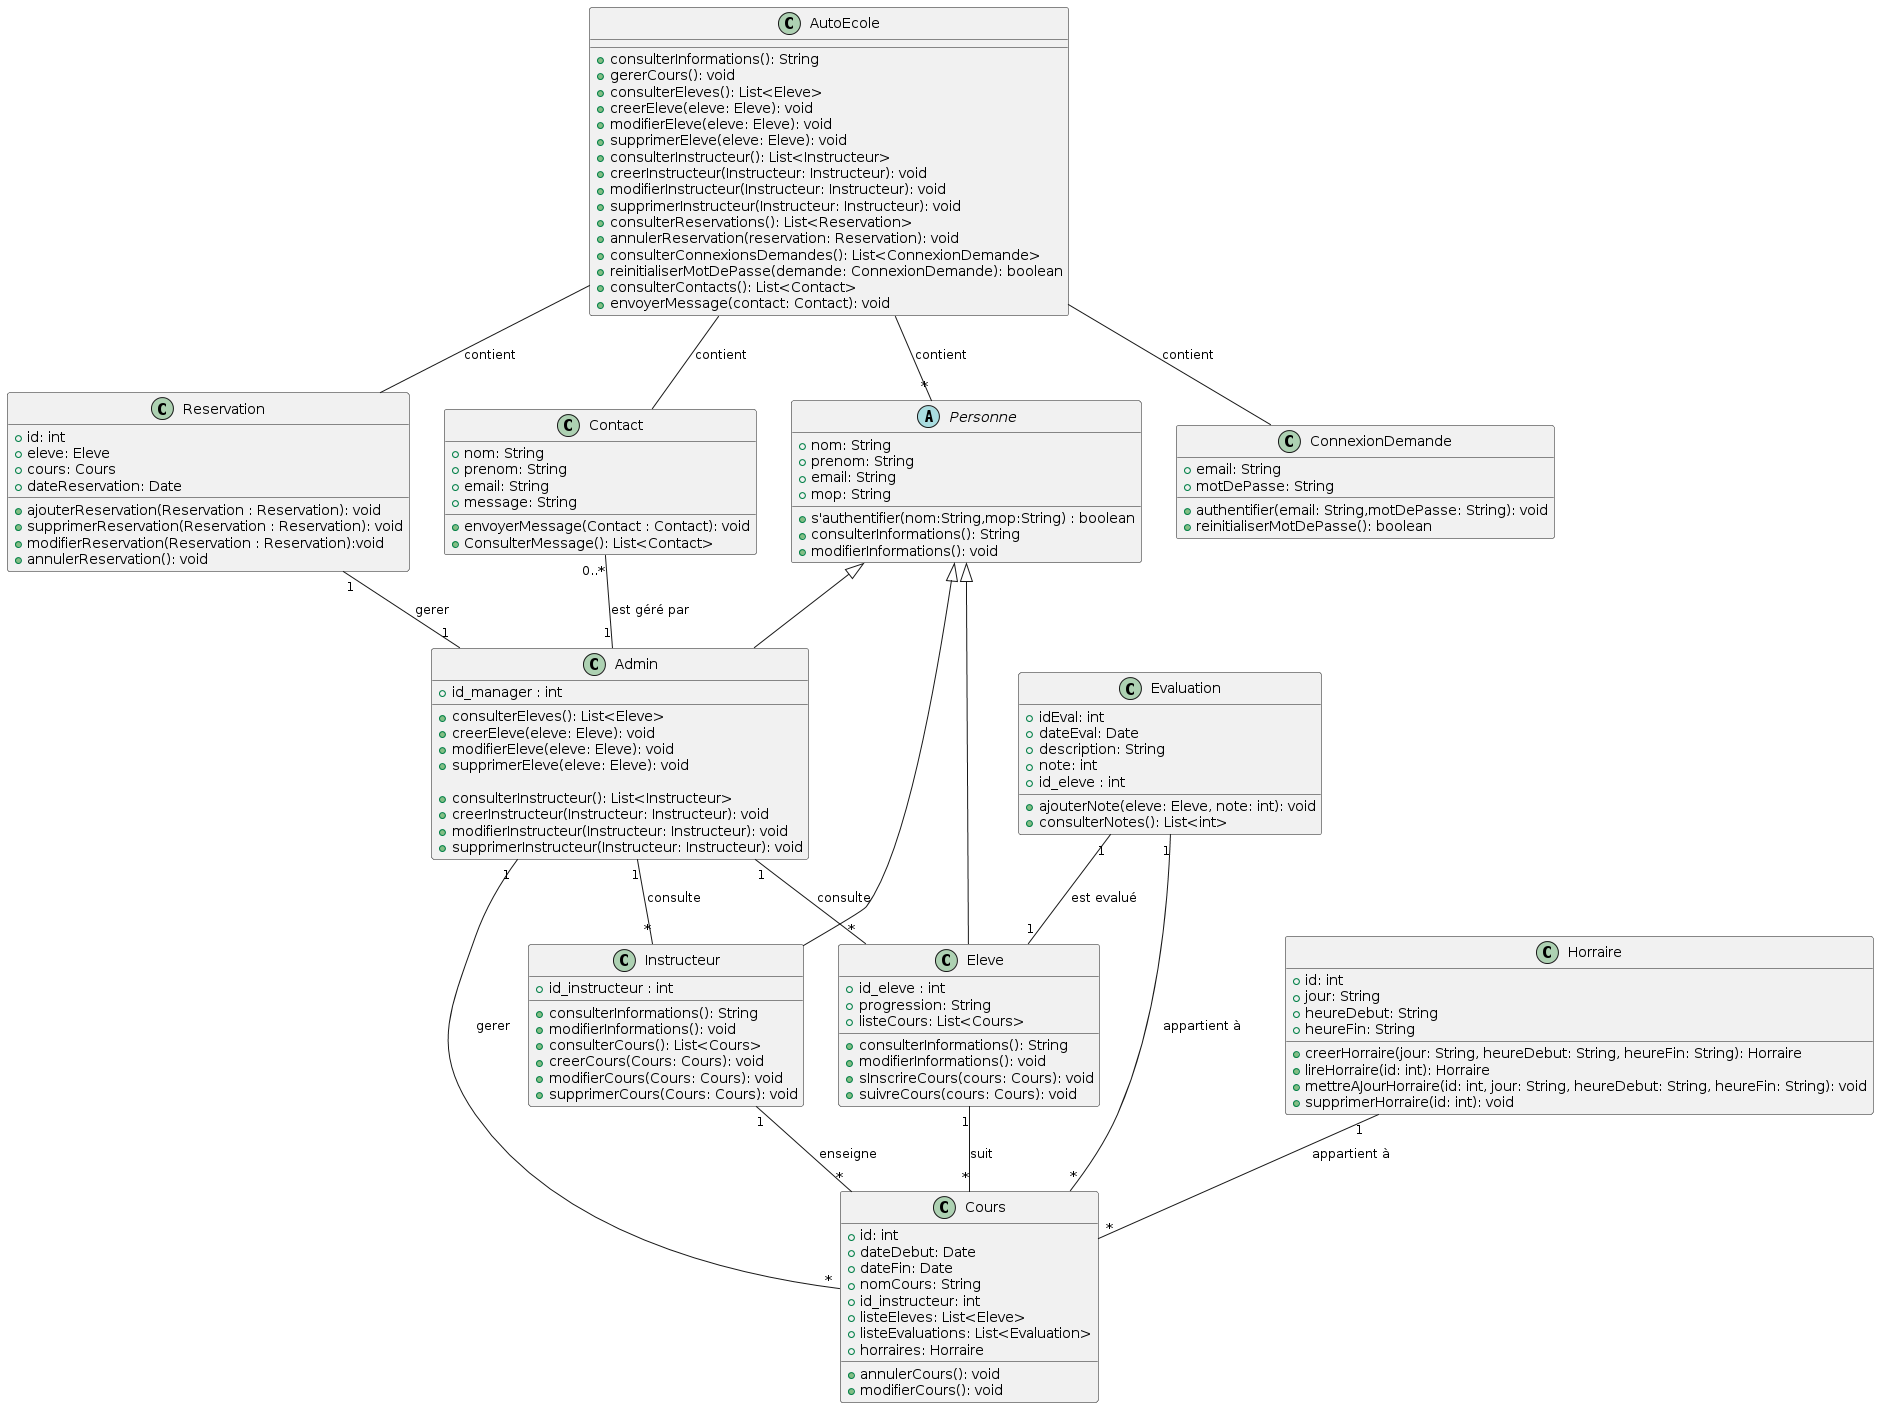 AutoEcole
consulterInformations(): String
gererCours(): void
consulterEleves(): List<Eleve>
creerEleve(eleve: Eleve): void
modifierEleve(eleve: Eleve): void
supprimerEleve(eleve: Eleve): void
consulterInstructeur(): List<Instructeur>
creerInstructeur(Instructeur: Instructeur): void
modifierInstructeur(Instructeur: Instructeur): void
supprimerInstructeur(Instructeur: Instructeur): void
consulterReservations(): List<Reservation>
annulerReservation(reservation: Reservation): void
consulterConnexionsDemandes(): List<ConnexionDemande>
reinitialiserMotDePasse(demande: ConnexionDemande): boolean
consulterContacts(): List<Contact>
envoyerMessage(contact: Contact): void
contient
contient
contient
contient
*
Reservation
id: int
eleve: Eleve
cours: Cours
dateReservation: Date
ajouterReservation(Reservation : Reservation): void
supprimerReservation(Reservation : Reservation): void
modifierReservation(Reservation : Reservation):void
annulerReservation(): void
Contact
nom: String
prenom: String
email: String
message: String
envoyerMessage(Contact : Contact): void
ConsulterMessage(): List<Contact>
A
Personne
nom: String
prenom: String
email: String
mop: String
s'authentifier(nom:String,mop:String) : boolean
consulterInformations(): String
modifierInformations(): void
C
ConnexionDemande
email: String
motDePasse: String
authentifier(email: String,motDePasse: String): void
reinitialiserMotDePasse(): boolean
1
gerer
1
0..*
est géré par
1
Admin
id_manager : int
consulterEleves(): List<Eleve>
creerEleve(eleve: Eleve): void
modifierEleve(eleve: Eleve): void
supprimerEleve(eleve: Eleve): void
consulterInstructeur(): List<Instructeur>
creerInstructeur(Instructeur: Instructeur): void
modifierInstructeur(Instructeur: Instructeur): void
supprimerInstructeur(Instructeur: Instructeur): void
Evaluation
idEval: int
dateEval: Date
description: String
note: int
id_eleve : int
ajouterNote(eleve: Eleve, note: int): void
consulterNotes(): List<int>
1
1
1
1
1
consulte
consulte
est evalué
*
*
1
gerer
appartient à
Instructeur
id_instructeur : int
consulterInformations(): String
modifierInformations(): void
consulterCours(): List<Cours>
creerCours(Cours: Cours): void
modifierCours(Cours: Cours): void
supprimerCours(Cours: Cours): void
Eleve
id_eleve : int
progression: String
listeCours: List<Cours>
consulterInformations(): String
modifierInformations(): void
sInscrireCours(cours: Cours): void
suivreCours(cours: Cours): void
Horraire
id: int
jour: String
heureDebut: String
heureFin: String
creerHorraire(jour: String, heureDebut: String, heureFin: String): Horraire
lireHorraire(id: int): Horraire
mettreAJourHorraire(id: int, jour: String, heureDebut: String, heureFin: String): void
supprimerHorraire(id: int): void
1
1
1
enseigne
suit
appartient à
*
*
*
*
*
Cours
id: int
dateDebut: Date
dateFin: Date
nomCours: String
id_instructeur: int
listeEleves: List<Eleve>
listeEvaluations: List<Evaluation>
horraires: Horraire
annulerCours(): void
modifierCours(): void